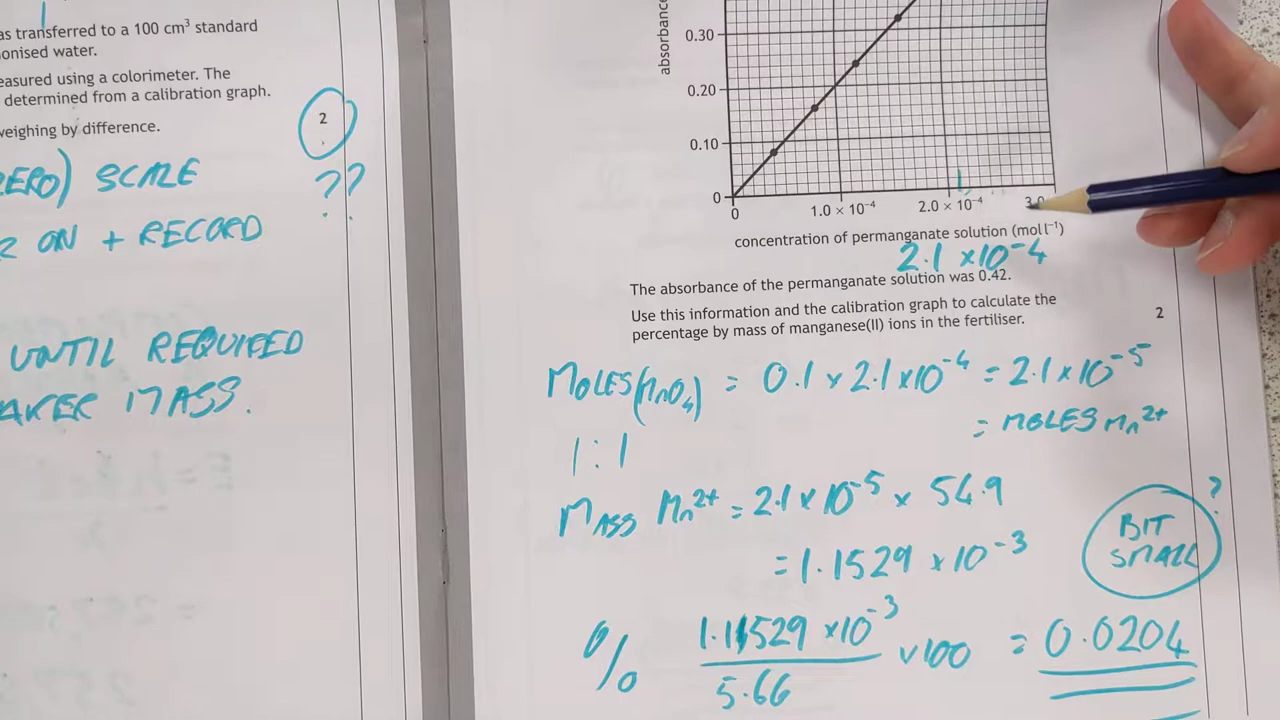 as transferred to a 100 cm³ standard
onised water.
easured using a colorimeter. The
determined from a calibration graph.
weighing by difference.
2
ZERO) SCALE
??
R ON + RECORD
UNTIL REQUIRED
AKER MASS.
absorbance
0.30
0.20
0.10
0
0
1.0 × 10⁻⁴
2.0 × 10⁻⁴
3.0
concentration of permanganate solution (mol l⁻¹)
2.1 ×10⁻⁴
The absorbance of the permanganate solution was 0.42.
Use this information and the calibration graph to calculate the
percentage by mass of manganese(II) ions in the fertiliser.
2
MOLES(MnO₄) = 0.1 × 2.1×10⁻⁴ = 2.1×10⁻⁵
= MOLES Mn²⁺
1:1
MASS Mn²⁺ = 2.1 × 10⁻⁵ × 54.9
= 1.1529 × 10⁻³
BIT
SMALL
?
% 1.11529 ×10⁻³
5.66
×100 = 0.0204